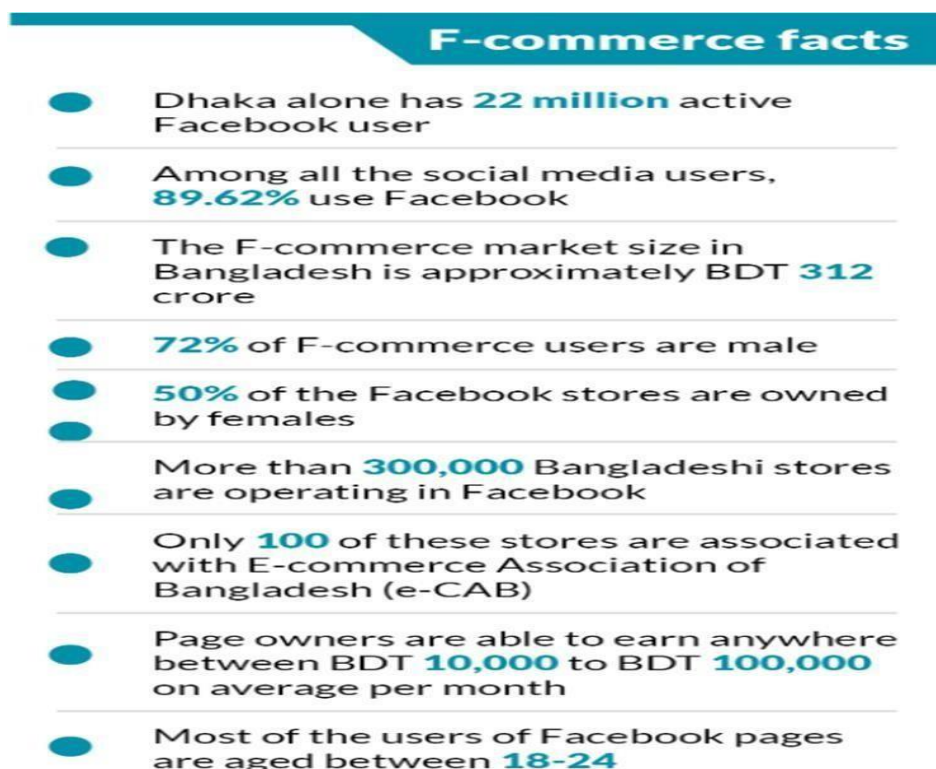 F-commerce facts
Dhaka alone has 22 million active
Facebook user
Among all the social media users,
89.62% use Facebook
The F-commerce market size in
Bangladesh is approximately BDT 312
crore
72% of F-commerce users are male
50% of the Facebook stores are owned
by females
More than 300,000 Bangladeshi stores
are operating in Facebook
Only 100 of these stores are associated
with E-commerce Association of
Bangladesh (e-CAB)
Page owners are able to earn anywhere
between BDT 10,000 to BDT 100,000
on average per month
Most of the users of Facebook pages
are aged between 18-24